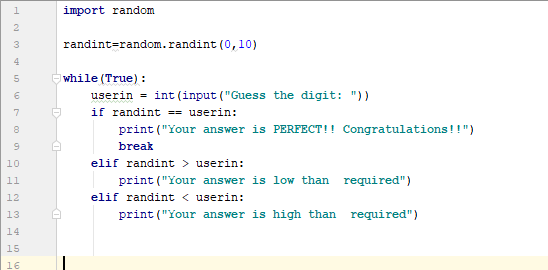 1 import random
2
3 randint=random.randint(0,10)
4
5 while(True):
6 userin = int(input("Guess the digit: "))
7 if randint == userin:
8 print("Your answer is PERFECT!! Congratulations!!")
9 break
10 elif randint > userin:
11 print("Your answer is low than  required")
12 elif randint < userin:
13 print("Your answer is high than  required")
14
15
16